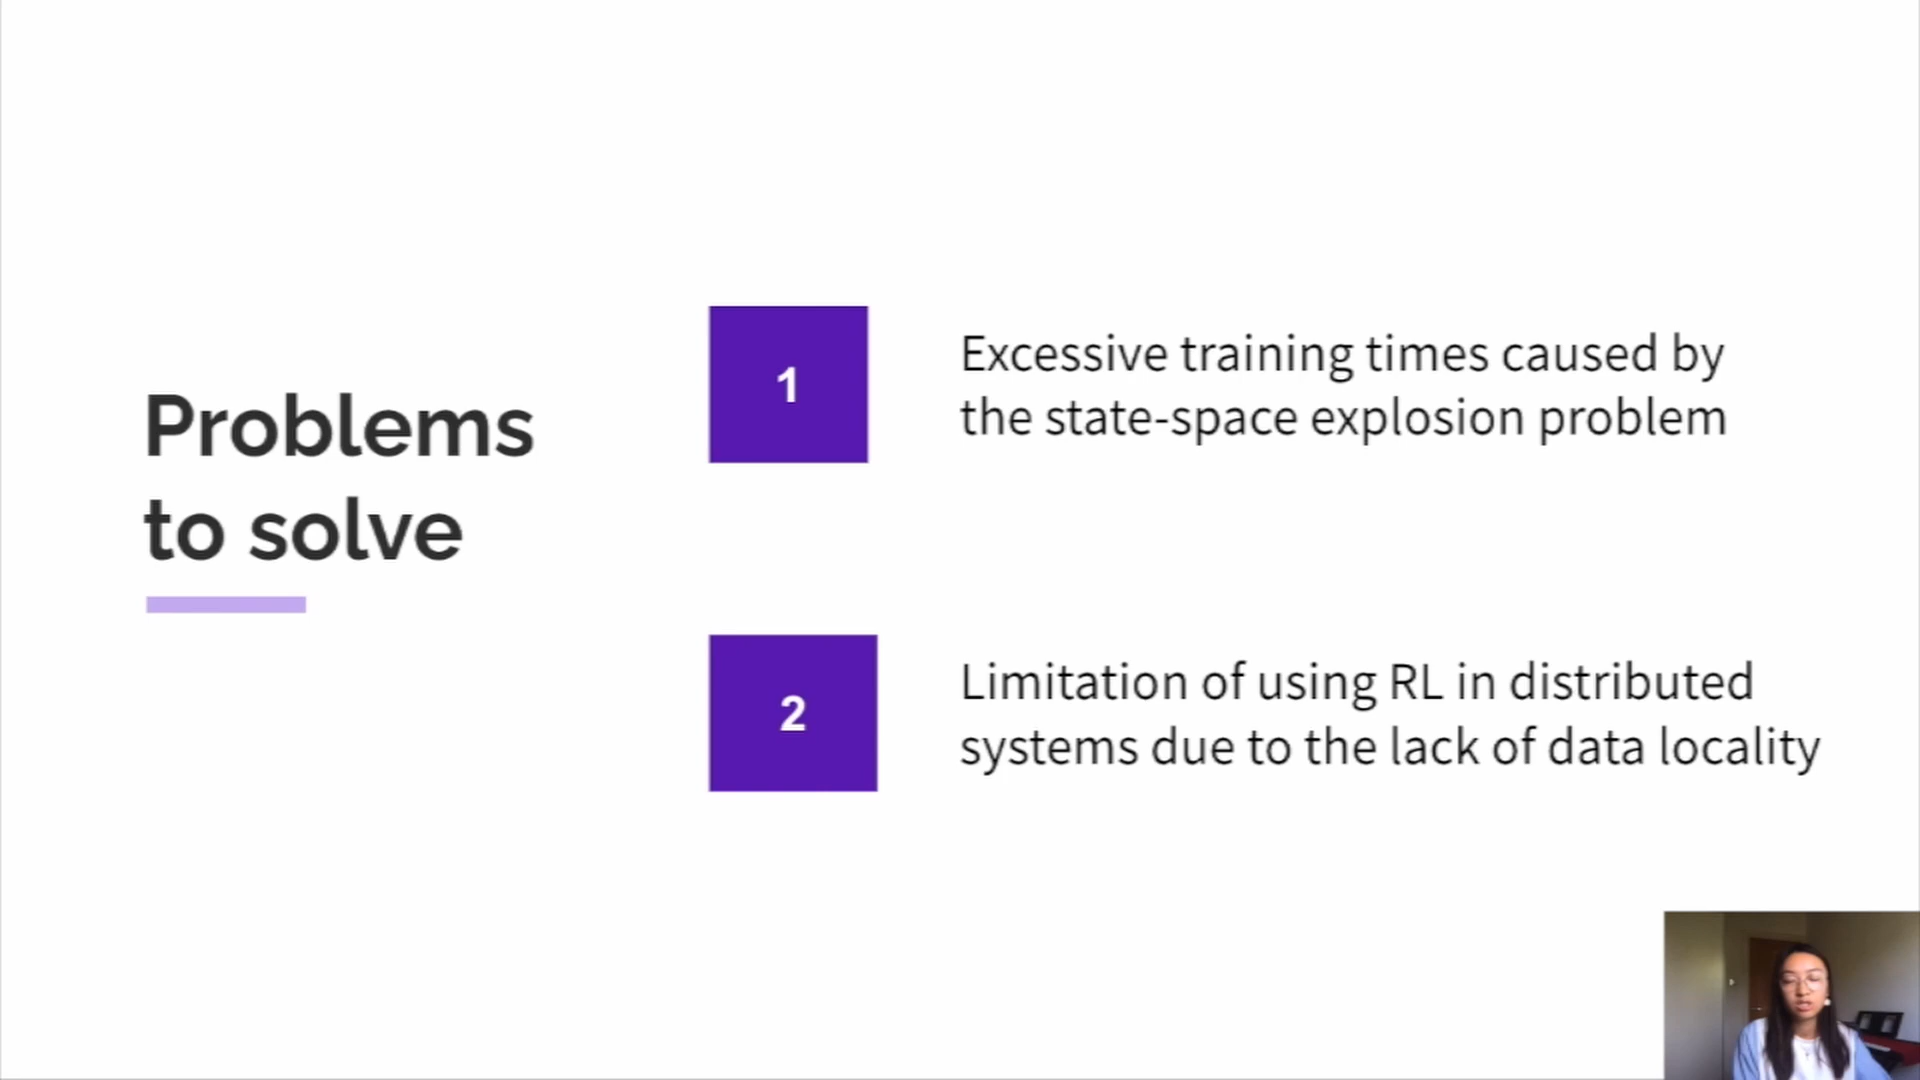 Problems
to solve
1
Excessive training times caused by
the state-space explosion problem
2
Limitation of using RL in distributed
systems due to the lack of data locality